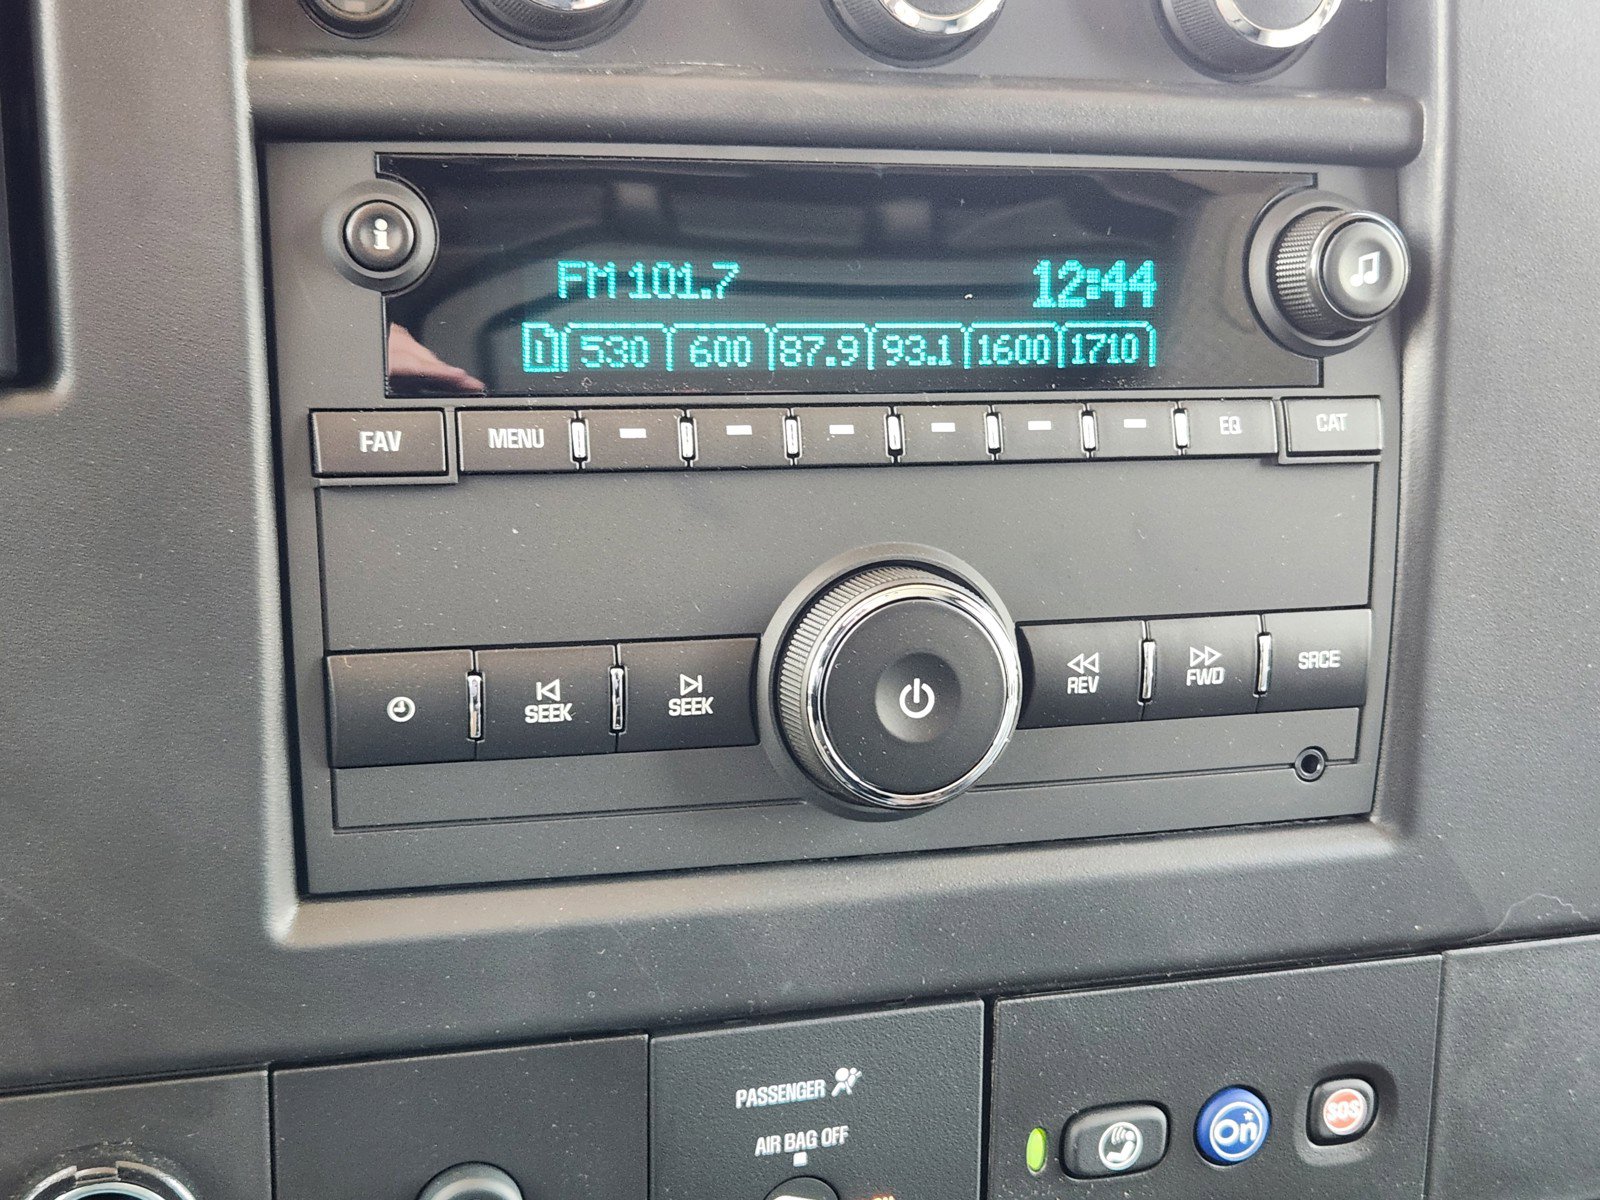 i
FM 101.7 12:44
1 530 600 87.9 93.1 1600 1710
FAV MENU EQ CAT
SEEK SEEK REV FWD SRCE
PASSENGER
AIR BAG OFF
On SOS